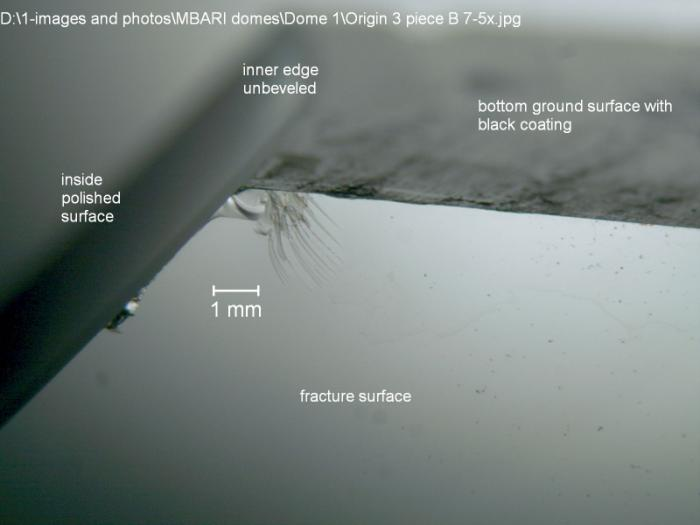 D:\1-images and photos\MBARI domes\Dome 1\Origin 3 piece B 7-5x.jpg
inner edge
unbeveled
bottom ground surface with
black coating
inside
polished
surface
1 mm
fracture surface